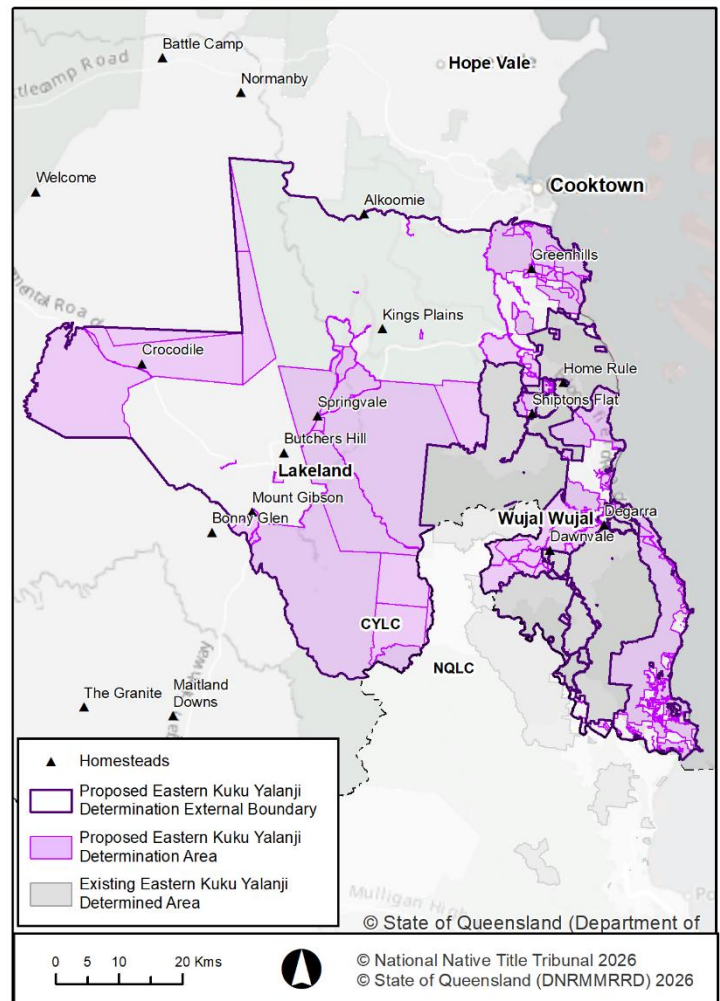 Battle Camp
Normanby
Hope Vale
Welcome
Cooktown
Alkoomie
Greenhills
Kings Plains
Crocodile
Home Rule
Springvale
Shiptons Flat
Butchers Hill
Lakeland
Mount Gibson
Bonny Glen
Wujal Wujal
Degarra
Dawnvale
CYLC
NQLC
The Granite
Maitland
Downs
Homesteads
Proposed Eastern Kuku Yalanji
Determination External Boundary
Proposed Eastern Kuku Yalanji
Determination Area
Existing Eastern Kuku Yalanji
Determined Area
Mulligan High
© State of Queensland (Department of
0 5 10 20 Kms
© National Native Title Tribunal 2026
© State of Queensland (DNRMMRRD) 2026